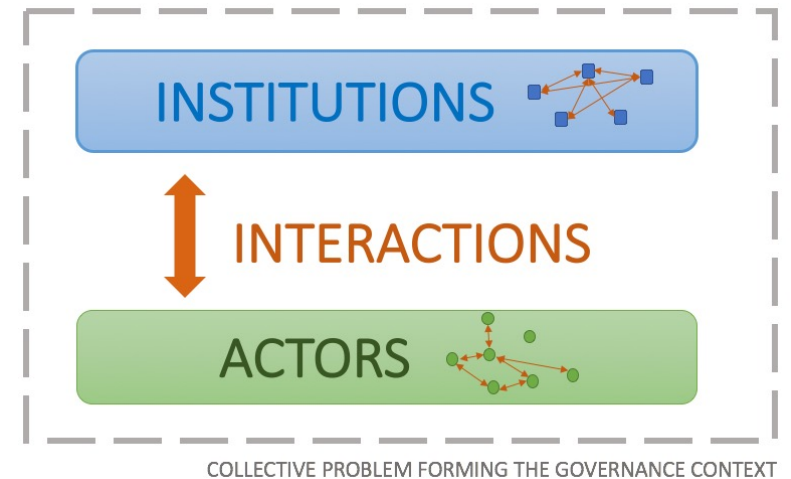 INSTITUTIONS
INTERACTIONS
ACTORS
COLLECTIVE PROBLEM FORMING THE GOVERNANCE CONTEXT